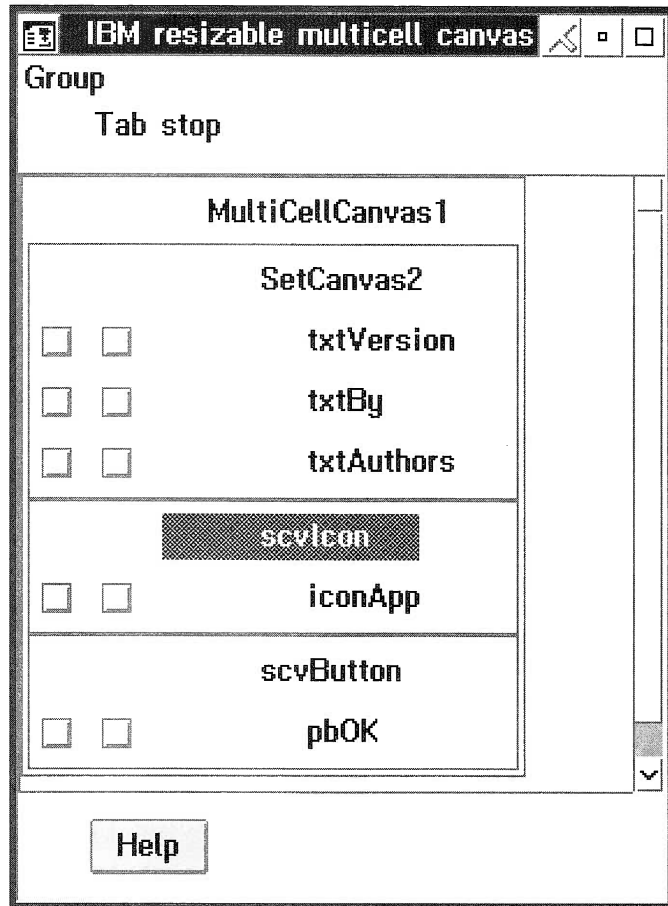 IBM resizable multicell canvas
Group
Tab stop
MultiCellCanvas1
SetCanvas2
txtVersion
txtBy
txtAuthors
scvIcon
iconApp
scvButton
pbOK
Help